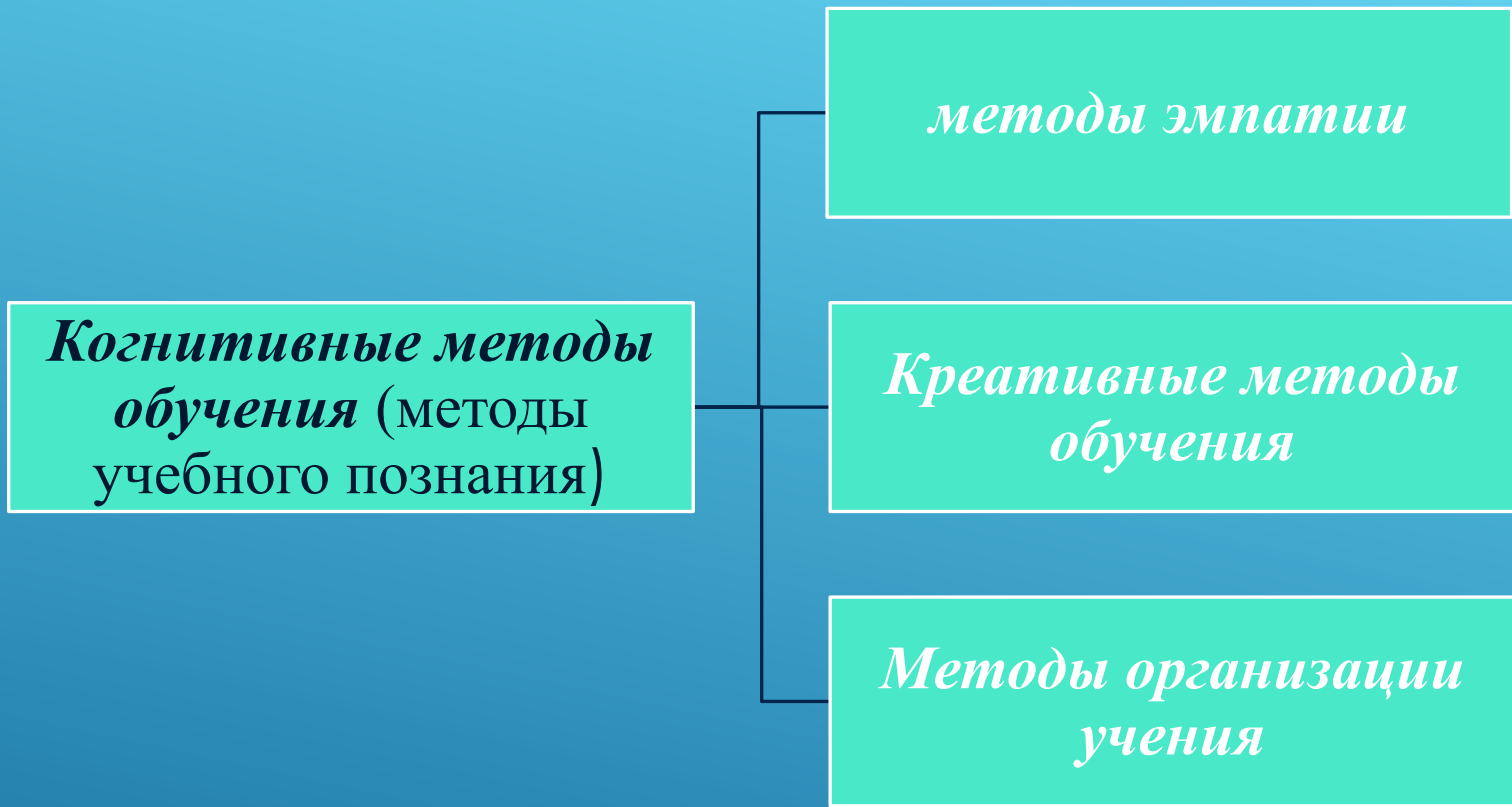 методы эмпатии
Когнитивные методы
обучения (методы
учебного познания)
Креативные методы
обучения
Методы организации
учения